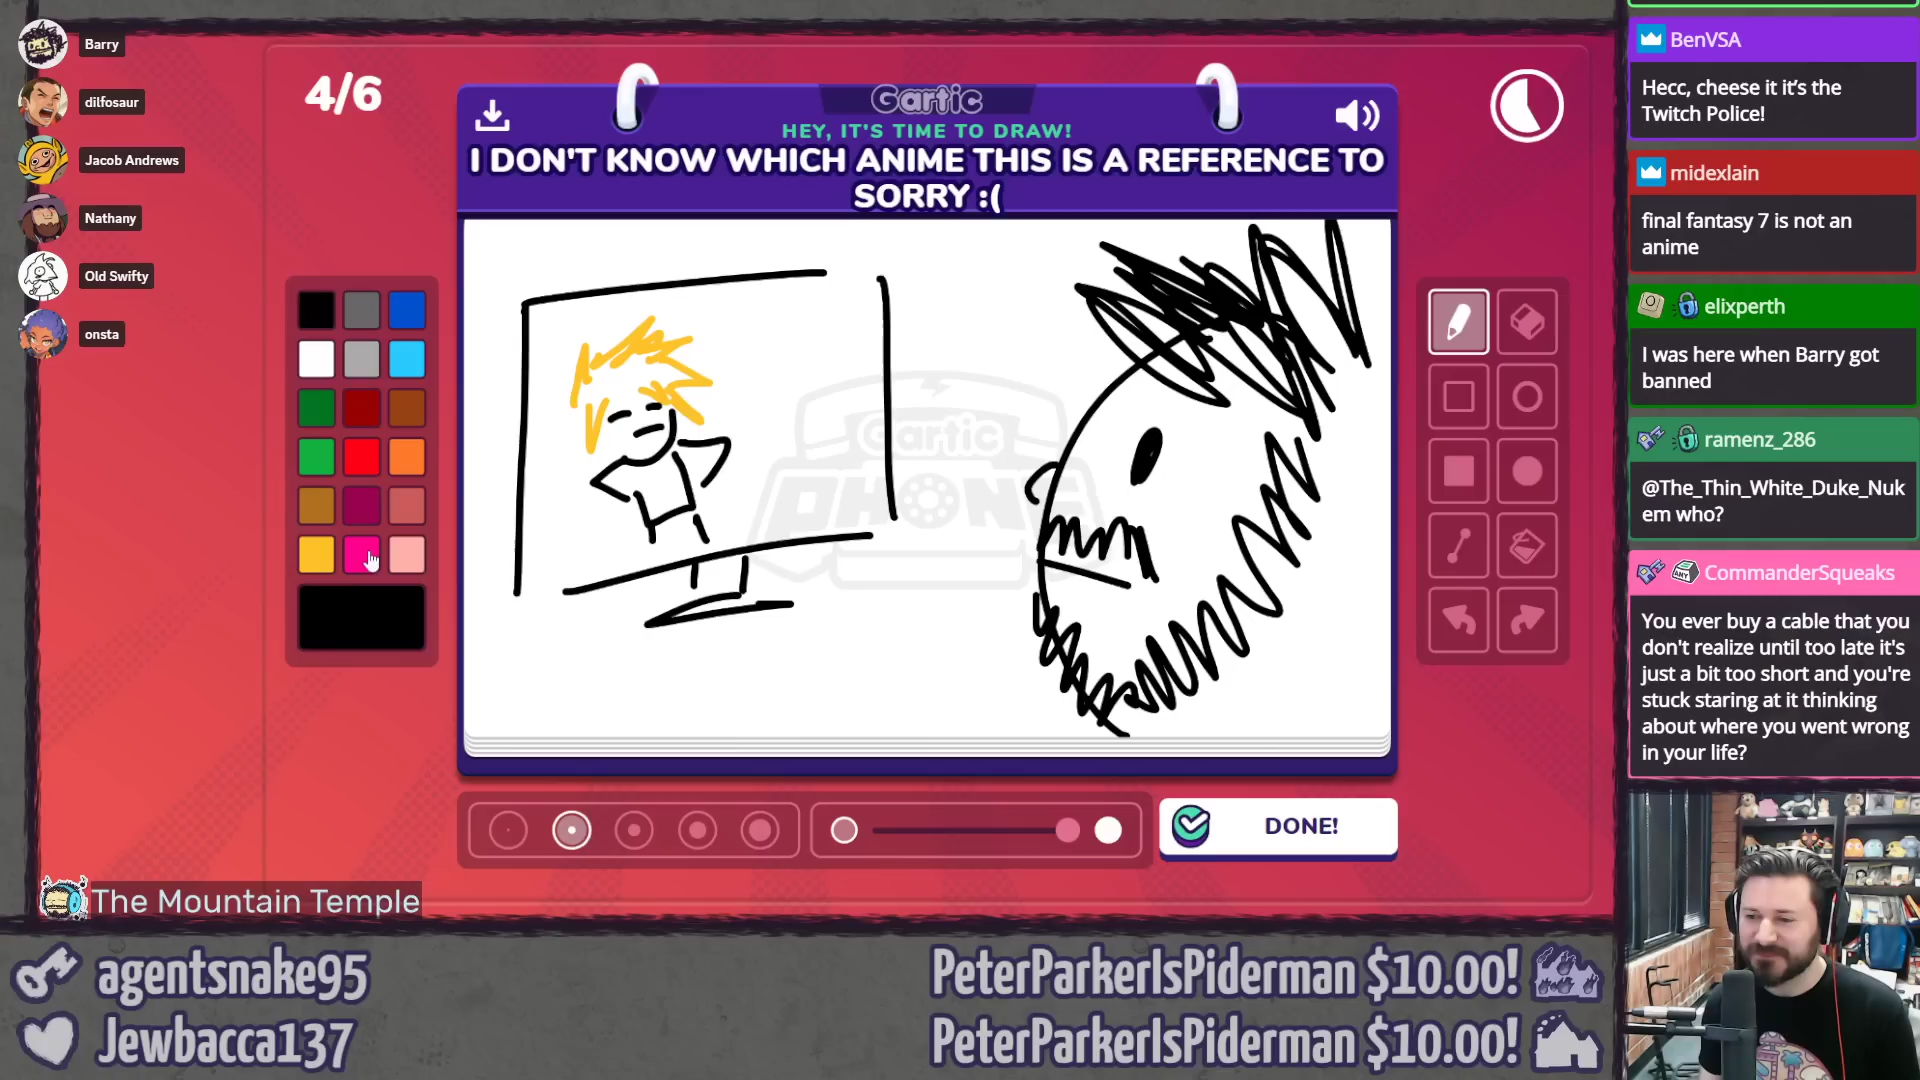 Barry
dilfosaur
Jacob Andrews
Nathany
Old Swifty
onsta
4/6
Gartic
HEY, IT'S TIME TO DRAW!
I DON'T KNOW WHICH ANIME THIS IS A REFERENCE TO
SORRY :(
Gartic
PHONE
DONE!
The Mountain Temple
agentsnake95
Jewbacca137
PeterParkerIsPiderman $10.00!
PeterParkerIsPiderman $10.00!
BenVSA
Hecc, cheese it it's the
Twitch Police!
midexlain
final fantasy 7 is not an
anime
elixperth
I was here when Barry got
banned
ramenz_286
@The_Thin_White_Duke_Nuk
em who?
ANY
CommanderSqueaks
You ever buy a cable that you
don't realize until too late it's
just a bit too short and you're
stuck staring at it thinking
about where you went wrong
in your life?